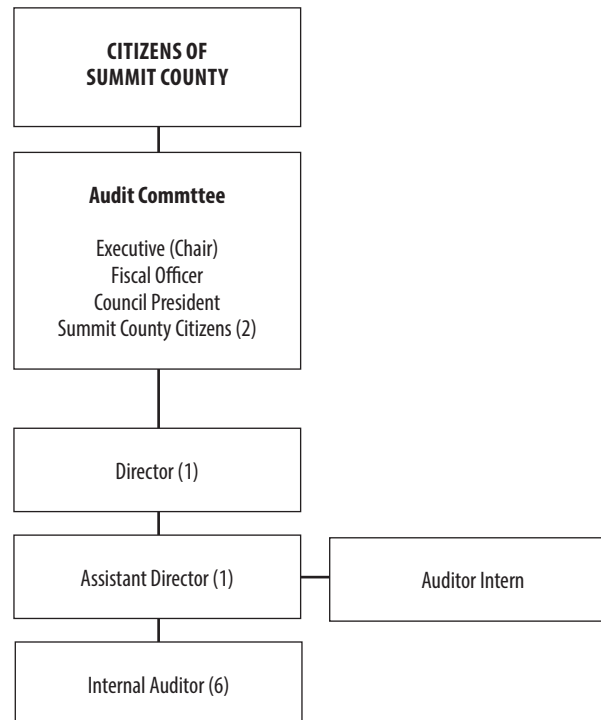 CITIZENS OF
SUMMIT COUNTY
Audit Commttee
Executive (Chair)
Fiscal Officer
Council President
Summit County Citizens (2)
Director (1)
Assistant Director (1)
Auditor Intern
Internal Auditor (6)